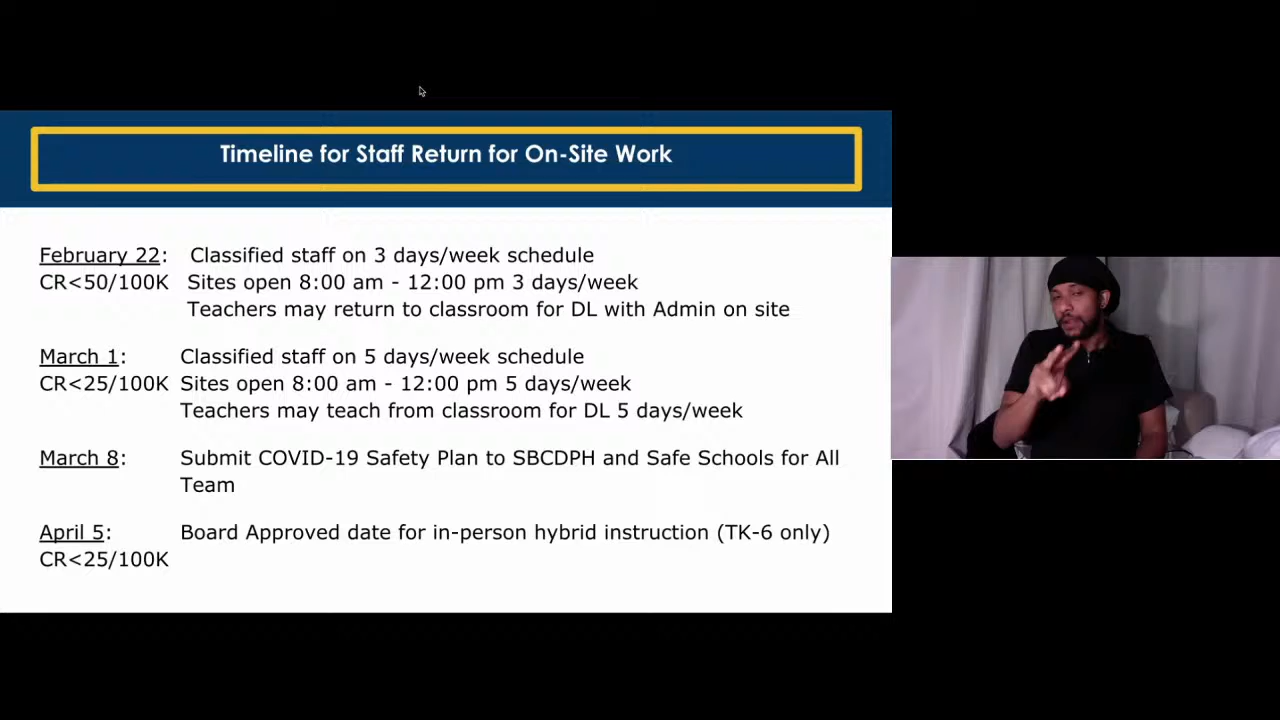 Timeline for Staff Return for On-Site Work
February 22: Classified staff on 3 days/week schedule
CR<50/100K Sites open 8:00 am - 12:00 pm 3 days/week
Teachers may return to classroom for DL with Admin on site
March 1: Classified staff on 5 days/week schedule
CR<25/100K Sites open 8:00 am - 12:00 pm 5 days/week
Teachers may teach from classroom for DL 5 days/week
March 8: Submit COVID-19 Safety Plan to SBCDPH and Safe Schools for All
Team
April 5: Board Approved date for in-person hybrid instruction (TK-6 only)
CR<25/100K